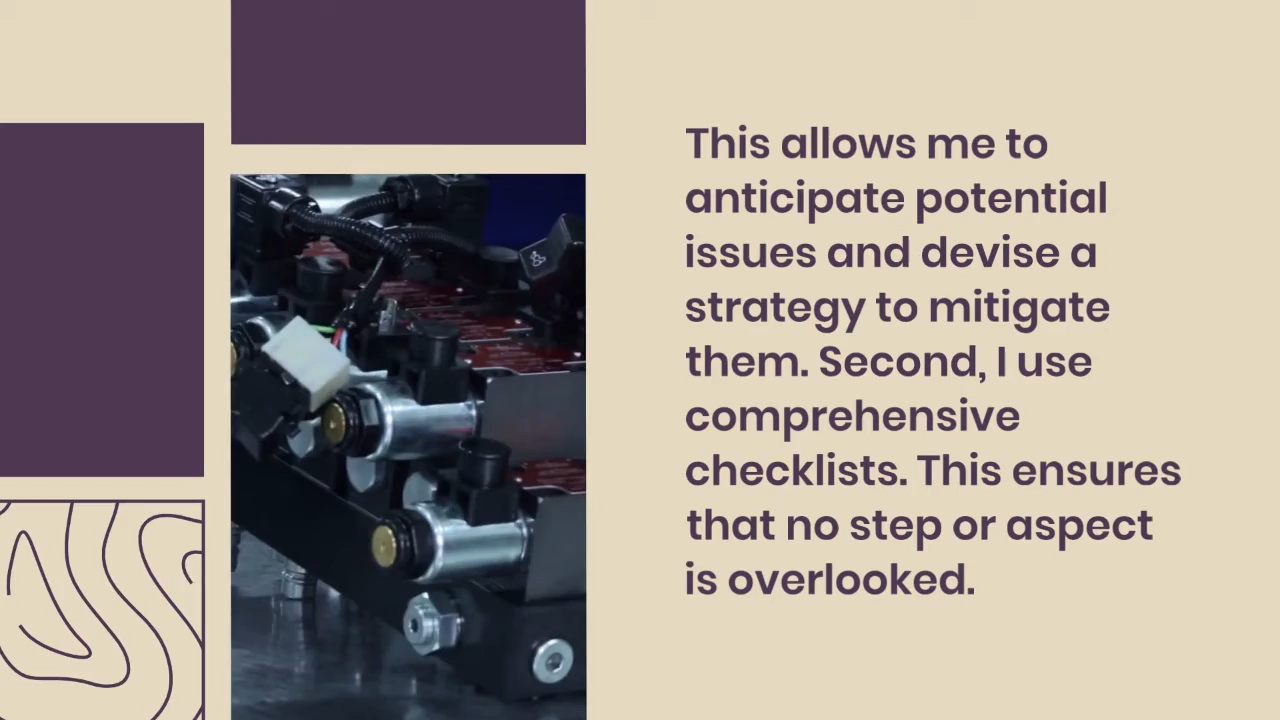 This allows me to
anticipate potential
issues and devise a
strategy to mitigate
them. Second, I use
comprehensive
checklists. This ensures
that no step or aspect
is overlooked.